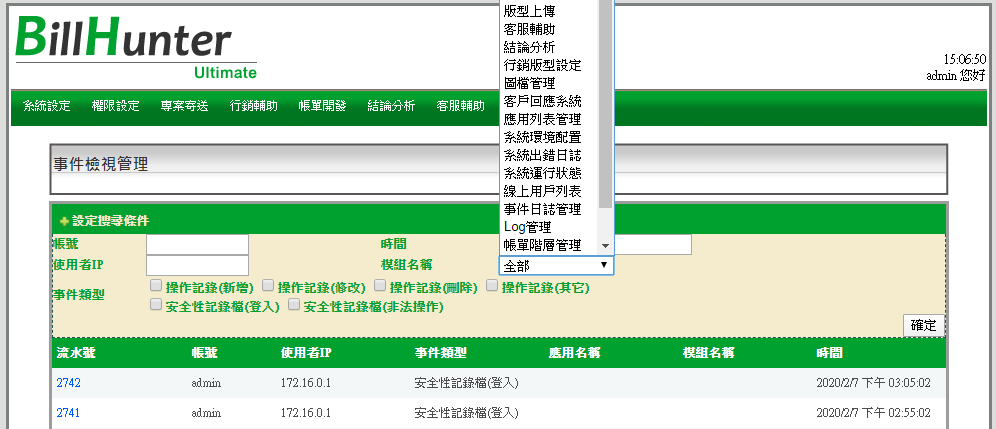 BillHunter
Ultimate
15:06:50
admin 您好
系統設定 權限設定 專案寄送 行銷輔助 帳單開發 結論分析 客服輔助
版型上傳
客服輔助
結論分析
行銷版型設定
圖檔管理
客戶回應系統
應用列表管理
系統環境配置
系統出錯日誌
系統運行狀態
線上用戶列表
事件日誌管理
Log管理
帳單階層管理
事件檢視管理
設定搜尋條件
帳號 時間
使用者IP 模組名稱 全部
事件類型 操作記錄(新增) 操作記錄(修改) 操作記錄(刪除) 操作記錄(其它)
安全性記錄檔(登入) 安全性記錄檔(非法操作)
確定
流水號 帳號 使用者IP 事件類型 應用名稱 模組名稱 時間
2742 admin 172.16.0.1 安全性記錄檔(登入) 2020/2/7 下午 03:05:02
2741 admin 172.16.0.1 安全性記錄檔(登入) 2020/2/7 下午 02:55:02